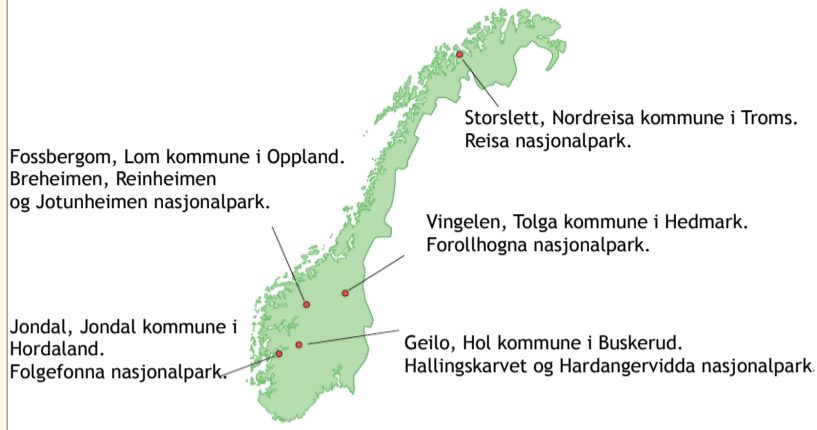 Storslett, Nordreisa kommune i Troms.
Reisa nasjonalpark.
Fossbergom, Lom kommune i Oppland.
Breheimen, Reinheimen
og Jotunheimen nasjonalpark.
Vingelen, Tolga kommune i Hedmark.
Forollhogna nasjonalpark.
Jondal, Jondal kommune i
Hordaland.
Folgefonna nasjonalpark.
Geilo, Hol kommune i Buskerud.
Hallingskarvet og Hardangervidda nasjonalpark.